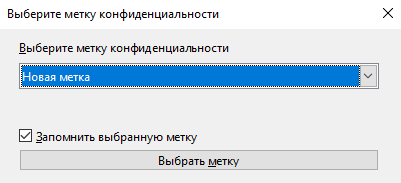 Выберите метку конфиденциальности
Выберите метку конфиденциальности
Новая метка
Запомнить выбранную метку
Выбрать метку